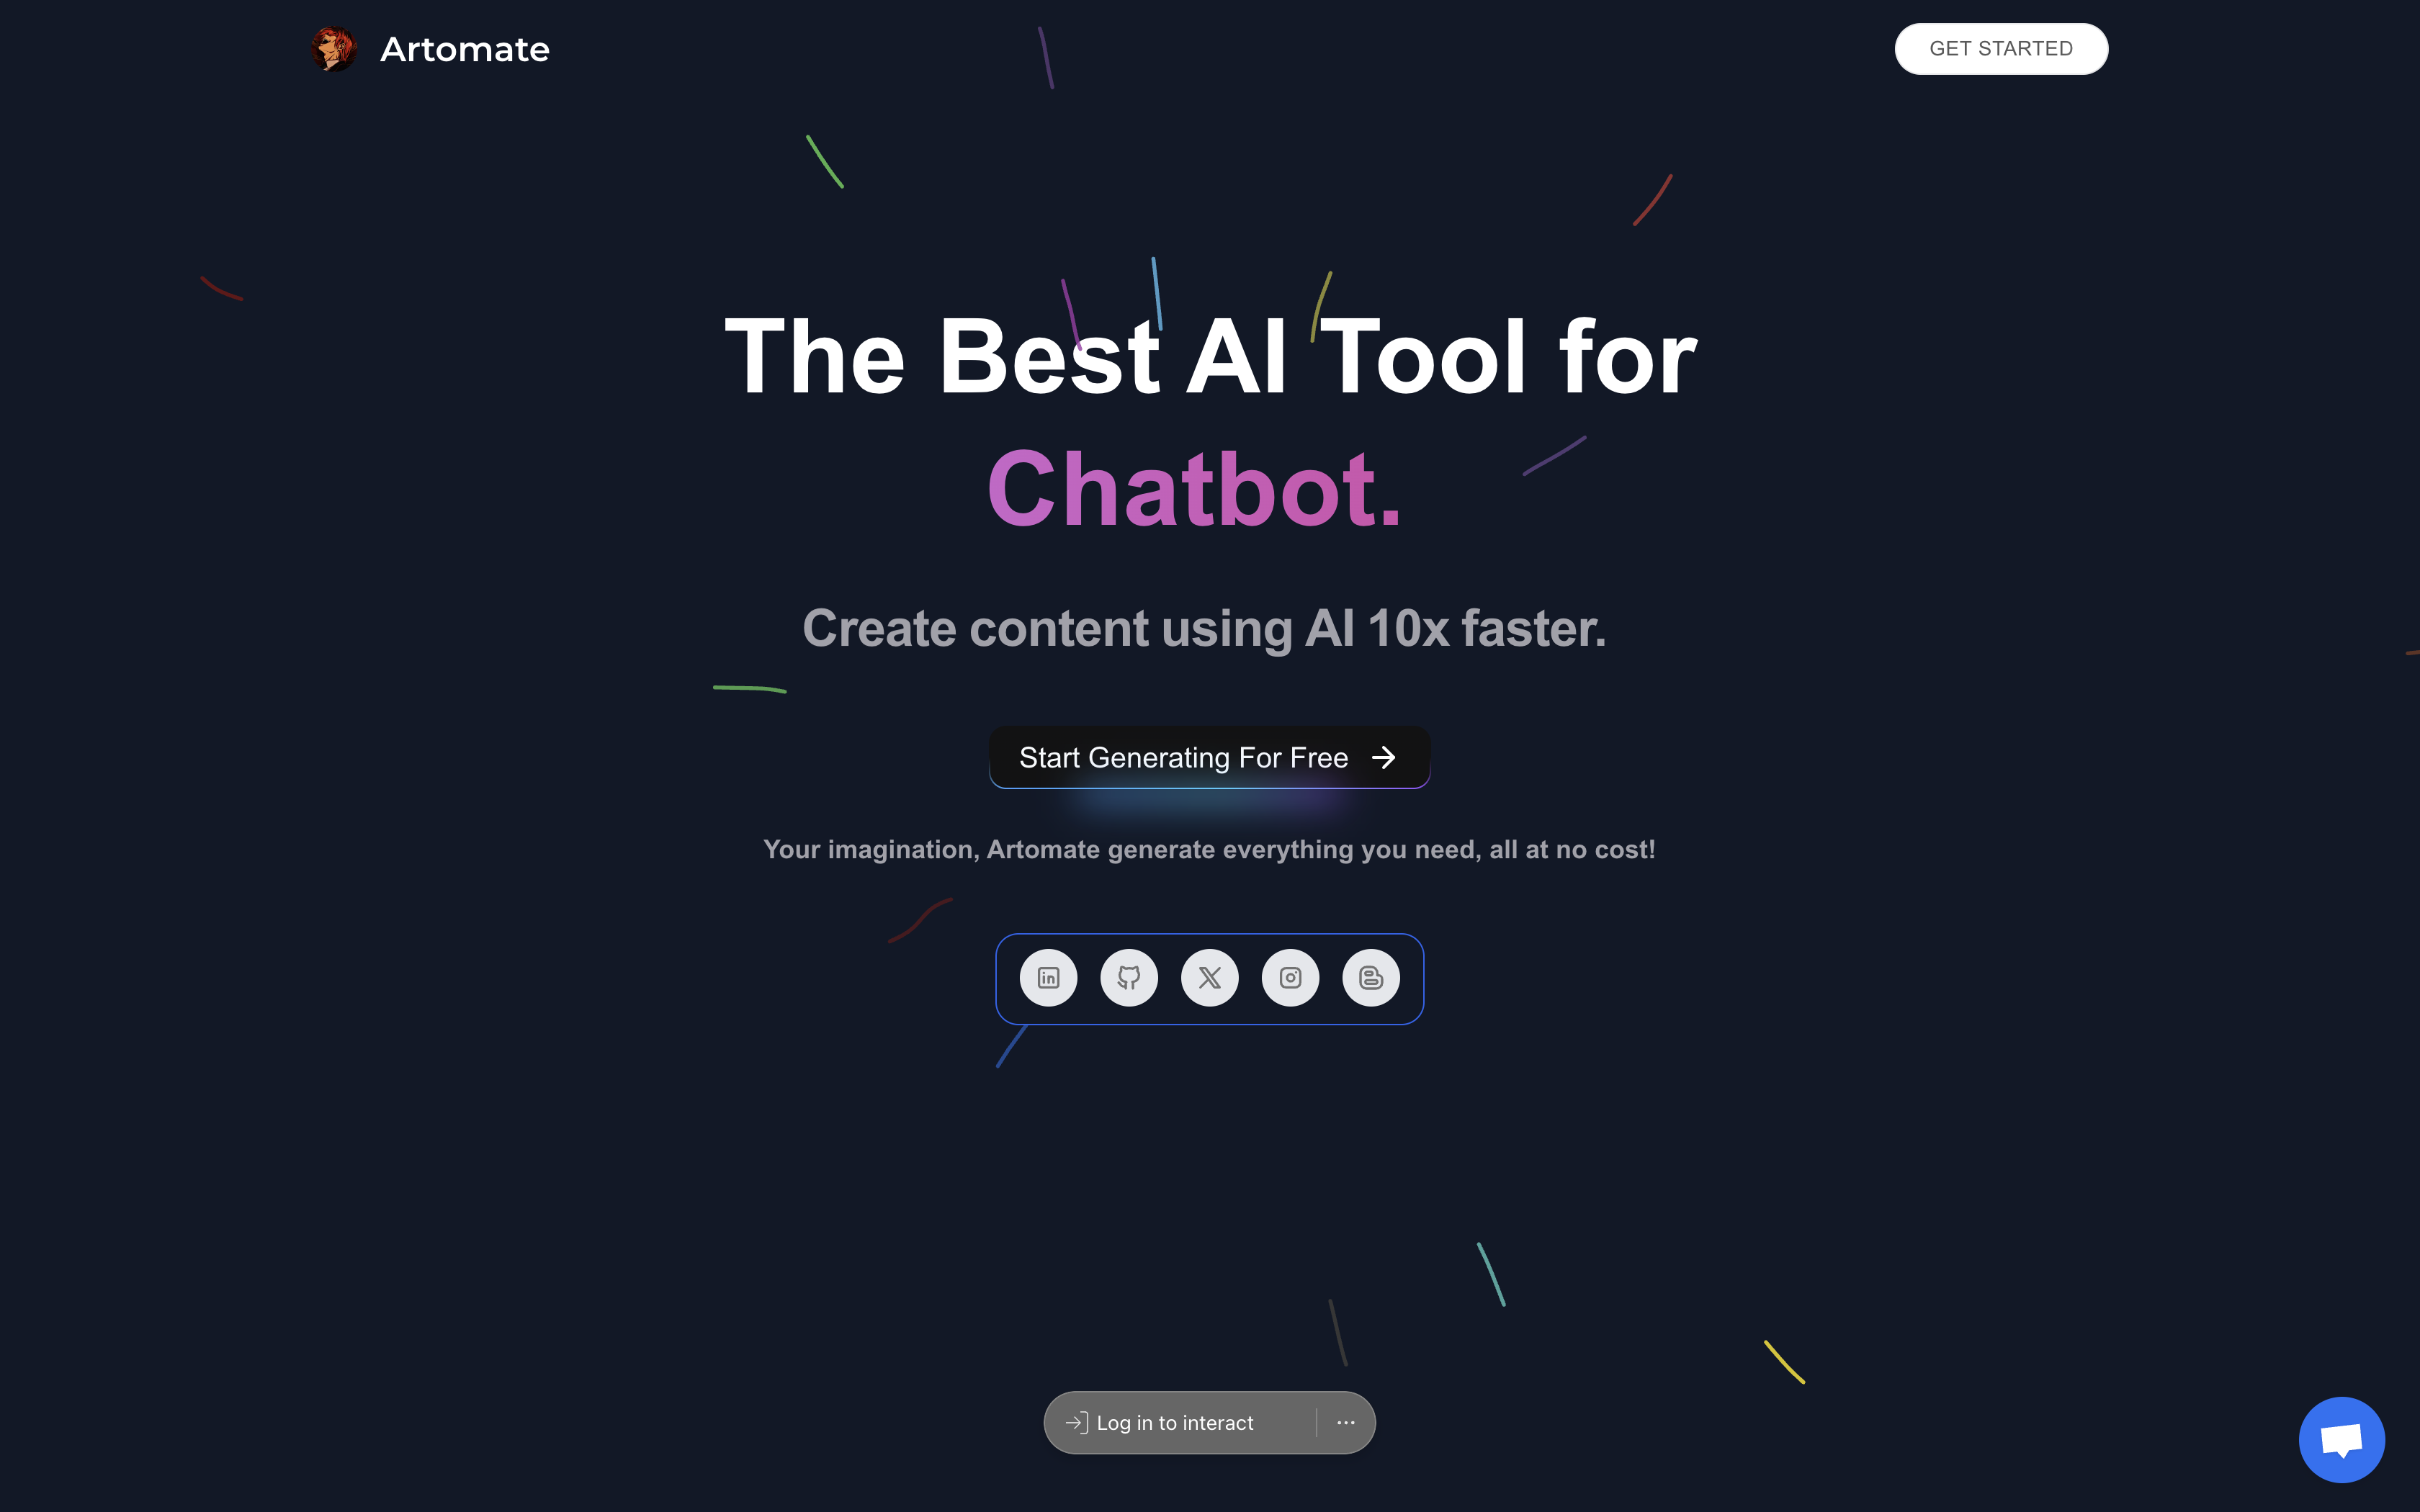 Artomate
GET STARTED
The Best AI Tool for
Chatbot.
Create content using AI 10x faster.
Start Generating For Free
Your imagination, Artomate generate everything you need, all at no cost!
Log in to interact